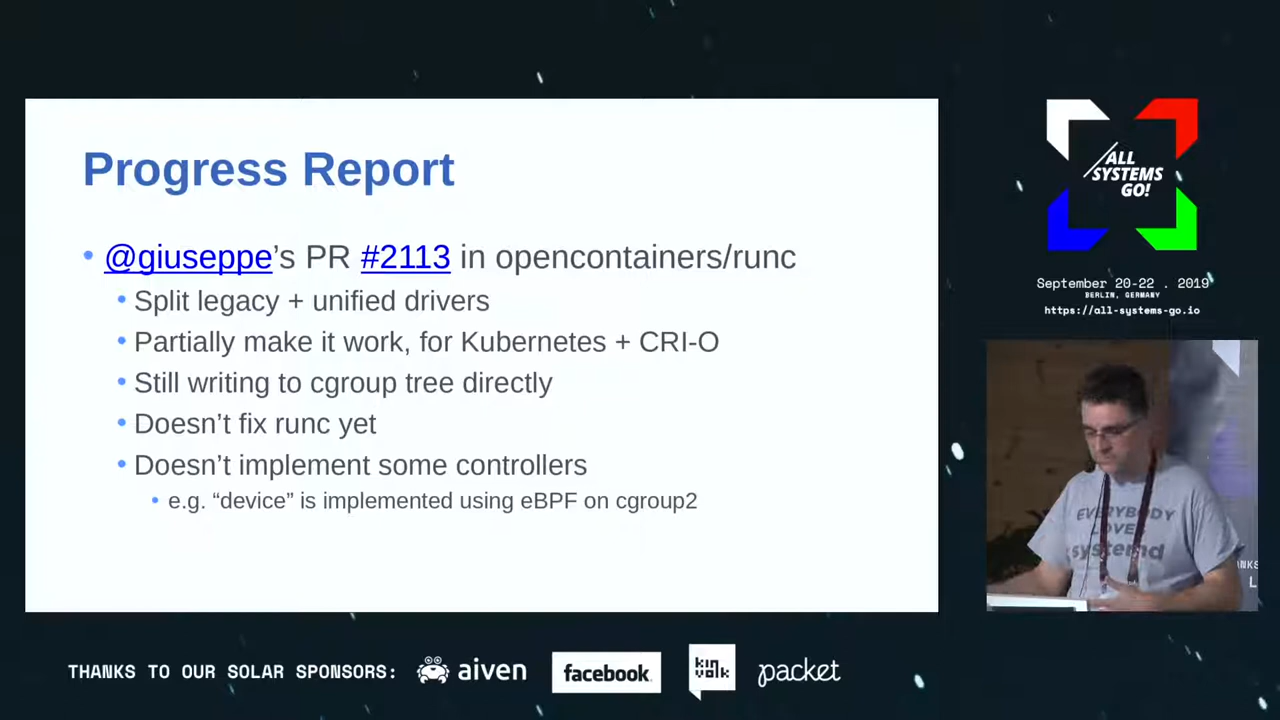 Progress Report
• @giuseppe’s PR #2113 in opencontainers/runc
• Split legacy + unified drivers
• Partially make it work, for Kubernetes + CRI-O
• Still writing to cgroup tree directly
• Doesn’t fix runc yet
• Doesn’t implement some controllers
• e.g. “device” is implemented using eBPF on cgroup2
ALL
SYSTEMS
GO!
September 20-22 . 2019
BERLIN, GERMANY
https://all-systems-go.io
EVERYBODY
LOVES
systemd
L
THANKS TO OUR SOLAR SPONSORS:
aiven
facebook
kinvolk
packet